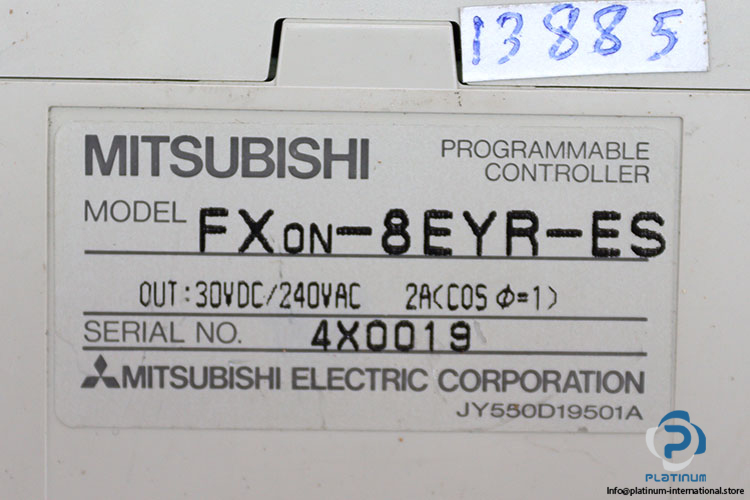 13885
MITSUBISHI
PROGRAMMABLE
CONTROLLER
MODEL FX0N-8EYR-ES
OUT:30VDC/240VAC 2A(COS Φ=1)
SERIAL NO. 4X0019
MITSUBISHI ELECTRIC CORPORATION
JY550D19501A
PLATINUM
Info@platinum-international.store